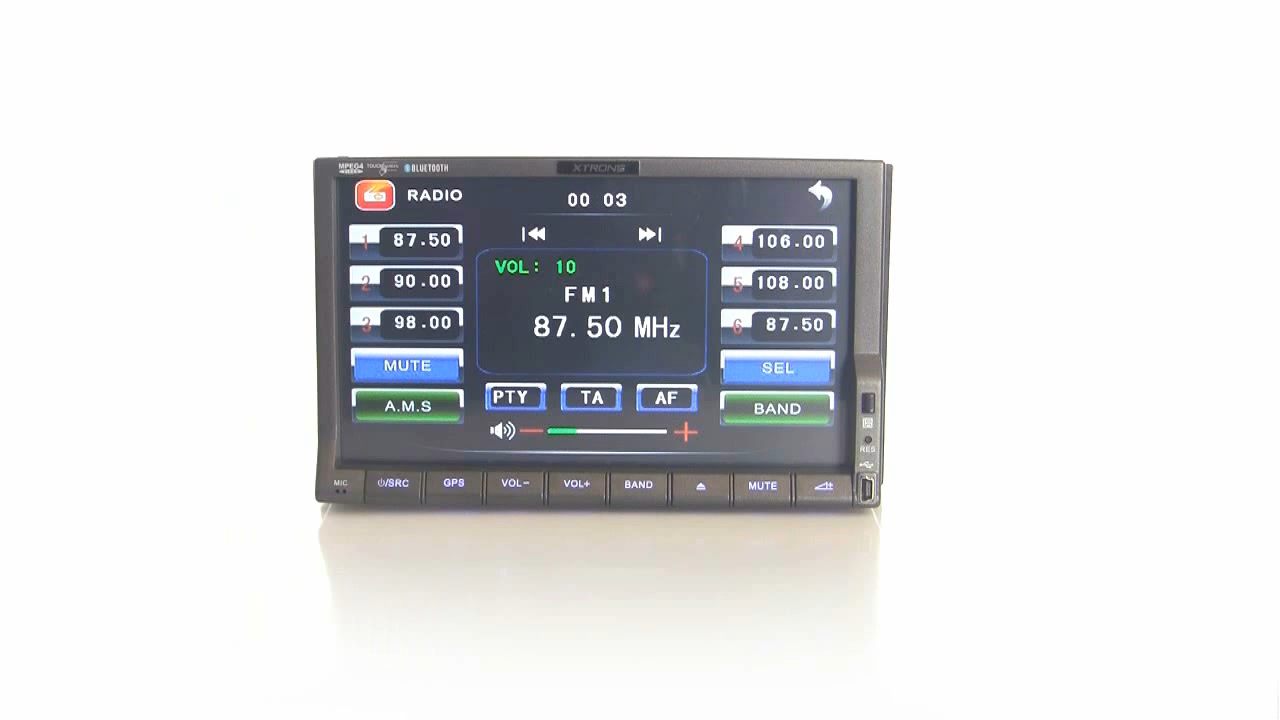 MPEG4 TOUCH BLUETOOTH XTRONS
RADIO
00 03
1 87.50
4 106.00
VOL: 10
2 90.00
5 108.00
FM1
3 98.00
87.50 MHz
6 87.50
MUTE
SEL
PTY TA AF
A.M.S
BAND
MIC
/SRC GPS VOL- VOL+ BAND MUTE
RES